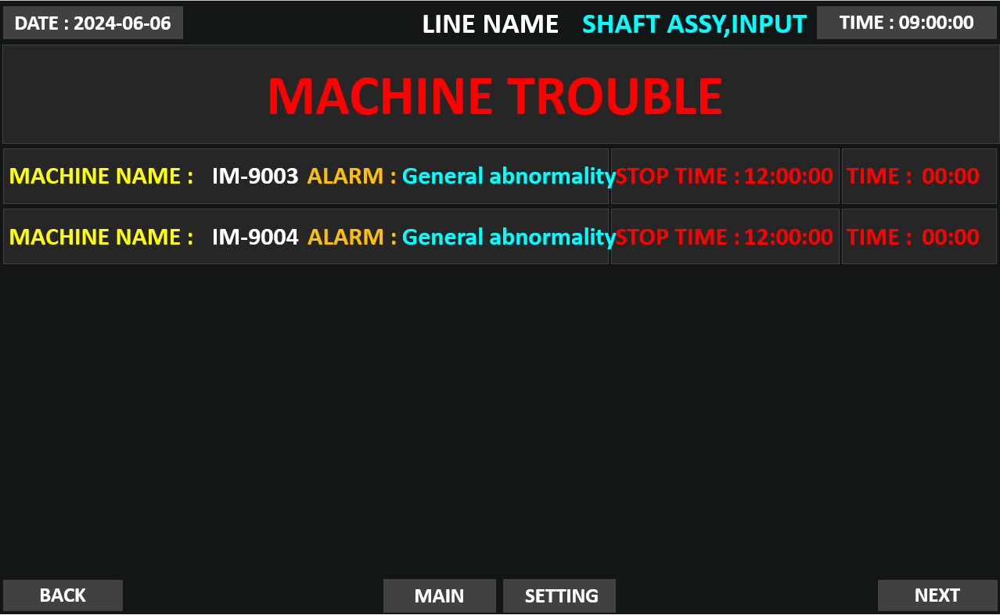 DATE : 2024-06-06 LINE NAME SHAFT ASSY,INPUT TIME : 09:00:00
MACHINE TROUBLE
MACHINE NAME : IM-9003 ALARM : General abnormality STOP TIME : 12:00:00 TIME : 00:00
MACHINE NAME : IM-9004 ALARM : General abnormality STOP TIME : 12:00:00 TIME : 00:00
BACK MAIN SETTING NEXT